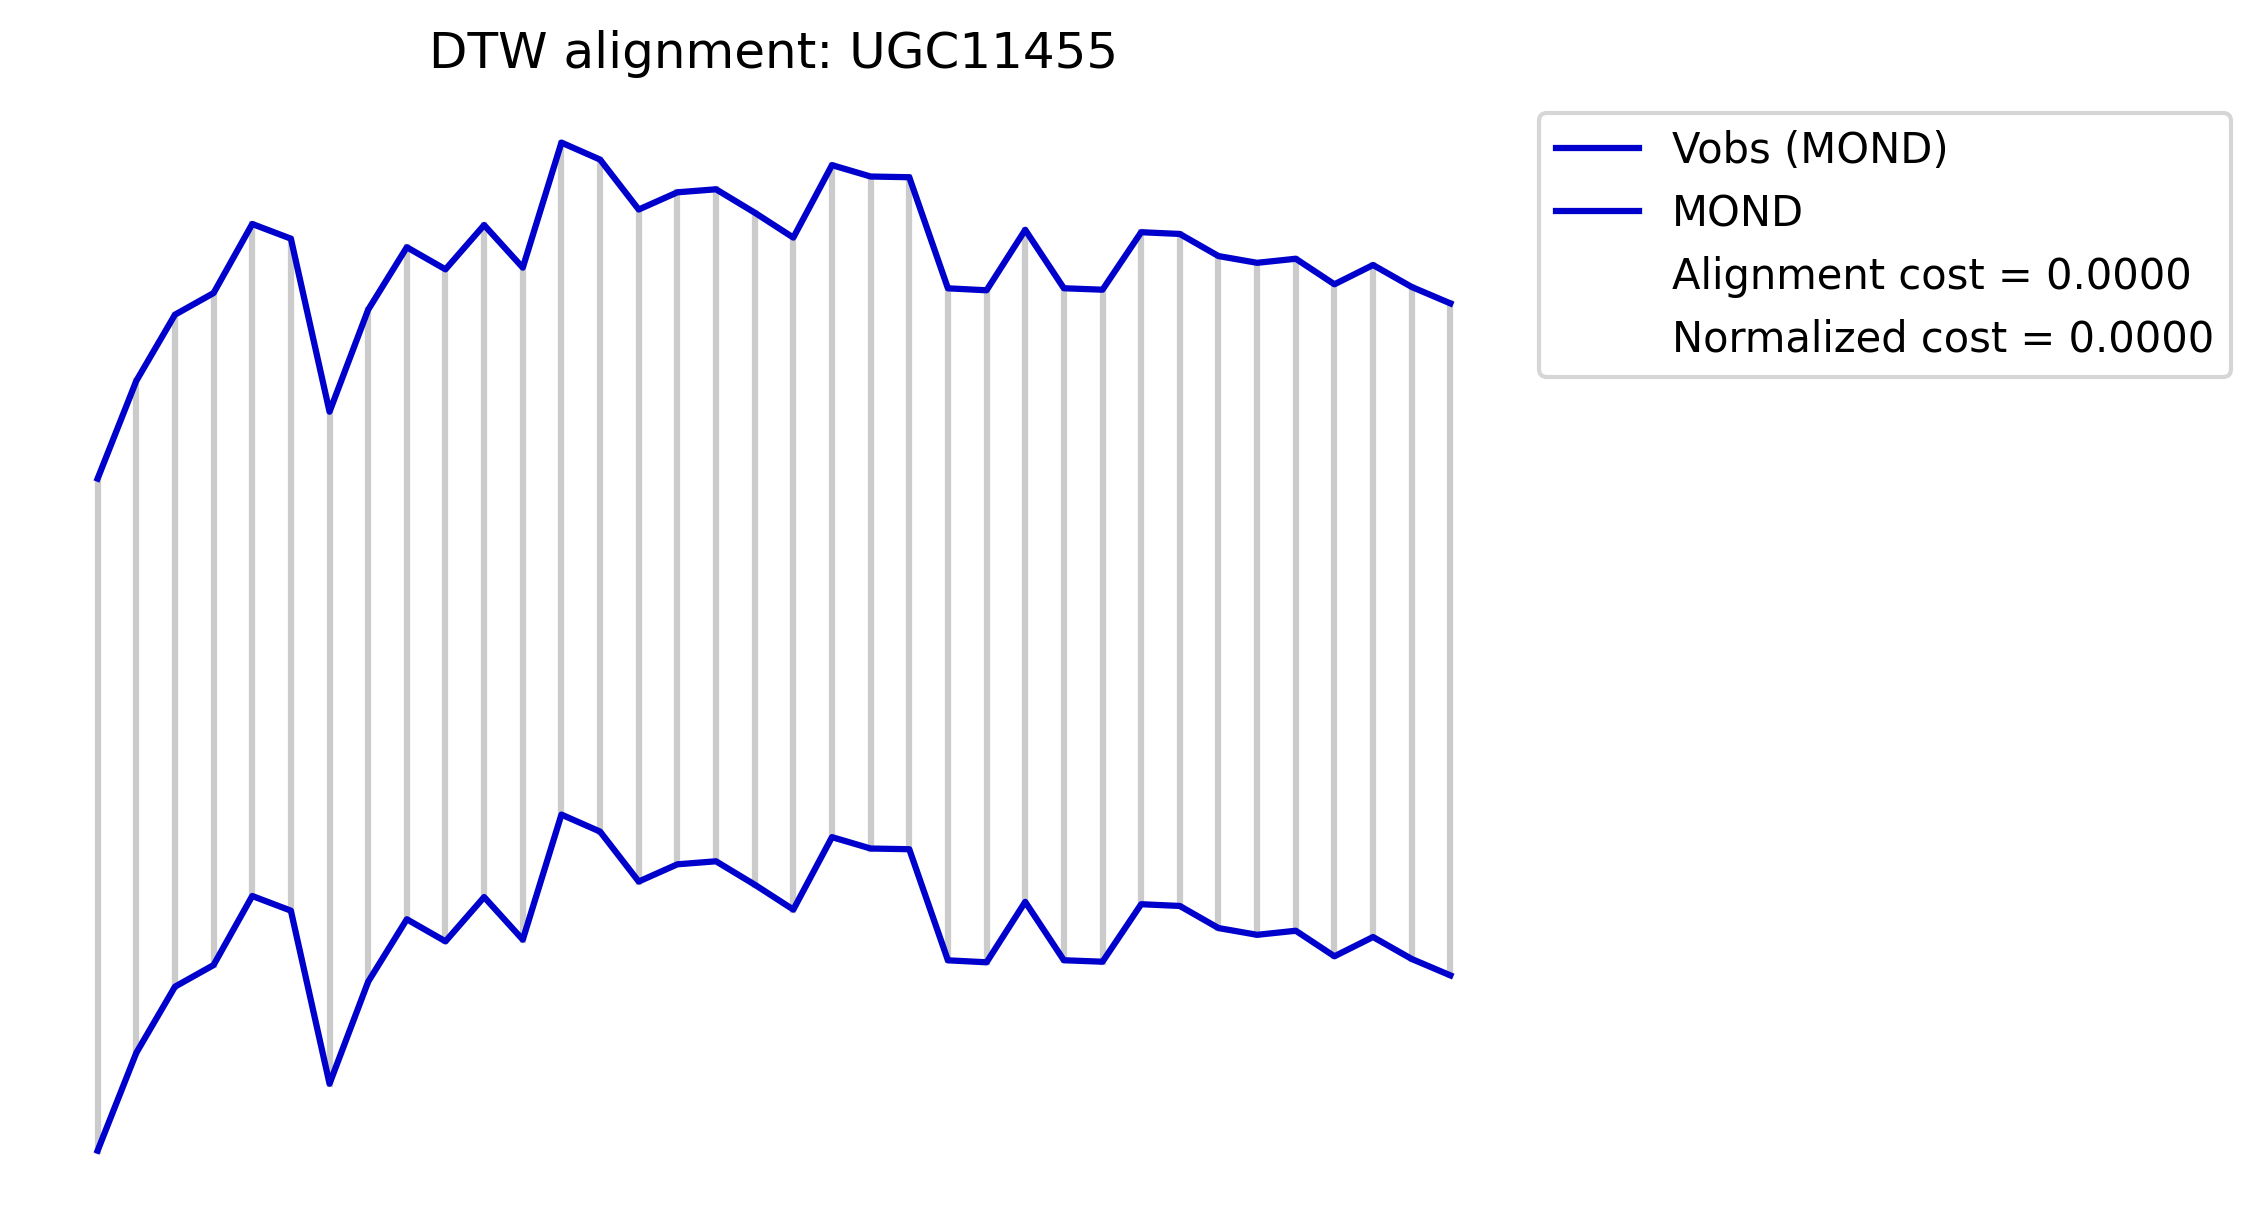 DTW alignment: UGC11455
Vobs (MOND)
MOND
Alignment cost = 0.0000
Normalized cost = 0.0000